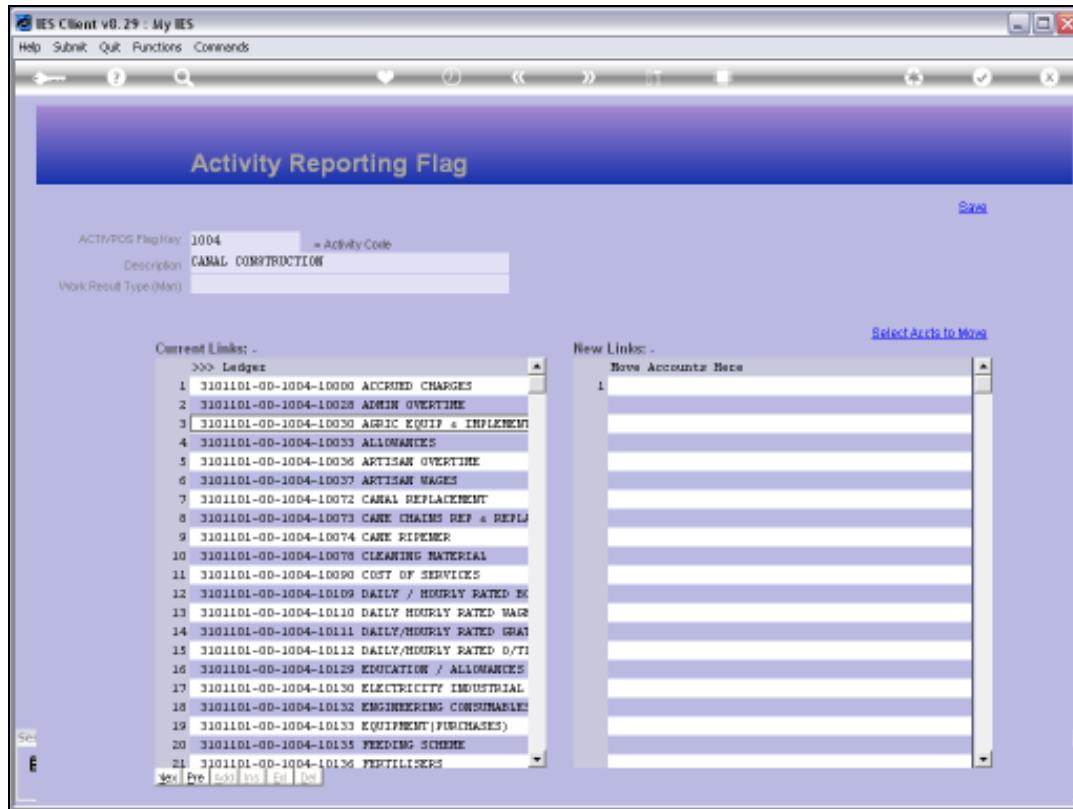 IES Client v8.29 : My IES
Help Submit Quit Functions Commands
Activity Reporting Flag
Save
ACTIVPOS Flag Key 1004 = Activity Code
Description CANAL CONSTRUCTION
Work Result Type (Man)
Select Accts to Move
Current Links: -
New Links: -
>>> Ledger
Move Accounts Here
1 3101101-00-1004-10000 ACCRUED CHARGES
1
2 3101101-00-1004-10028 ADMIN OVERTIME
3 3101101-00-1004-10030 AGRIC EQUIP & IMPLEMENT
4 3101101-00-1004-10033 ALLOWANCES
5 3101101-00-1004-10036 ARTISAN OVERTIME
6 3101101-00-1004-10037 ARTISAN WAGES
7 3101101-00-1004-10072 CANAL REPLACEMENT
8 3101101-00-1004-10073 CANE CHAINS REP & REPLA
9 3101101-00-1004-10074 CANE RIPENER
10 3101101-00-1004-10078 CLEANING MATERIAL
11 3101101-00-1004-10090 COST OF SERVICES
12 3101101-00-1004-10109 DAILY / HOURLY RATED BO
13 3101101-00-1004-10110 DAILY HOURLY RATED WAGE
14 3101101-00-1004-10111 DAILY/HOURLY RATED GRAT
15 3101101-00-1004-10112 DAILY/HOURLY RATED O/TI
16 3101101-00-1004-10129 EDUCATION / ALLOWANCES
17 3101101-00-1004-10130 ELECTRICITY INDUSTRIAL
18 3101101-00-1004-10132 ENGINEERING CONSUMABLES
19 3101101-00-1004-10133 EQUIPMENT(PURCHASES)
20 3101101-00-1004-10135 FEEDING SCHEME
21 3101101-00-1004-10136 FERTILISERS
Nex Pre Add Ins Del